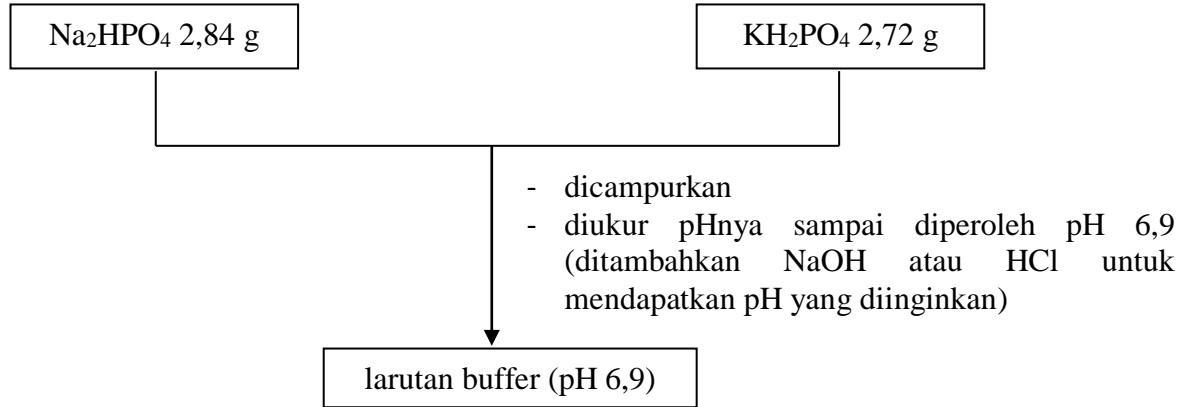 Na₂HPO₄ 2,84 g
KH₂PO₄ 2,72 g
- dicampurkan
- diukur pHnya sampai diperoleh pH 6,9
(ditambahkan NaOH atau HCl untuk
mendapatkan pH yang diinginkan)
larutan buffer (pH 6,9)